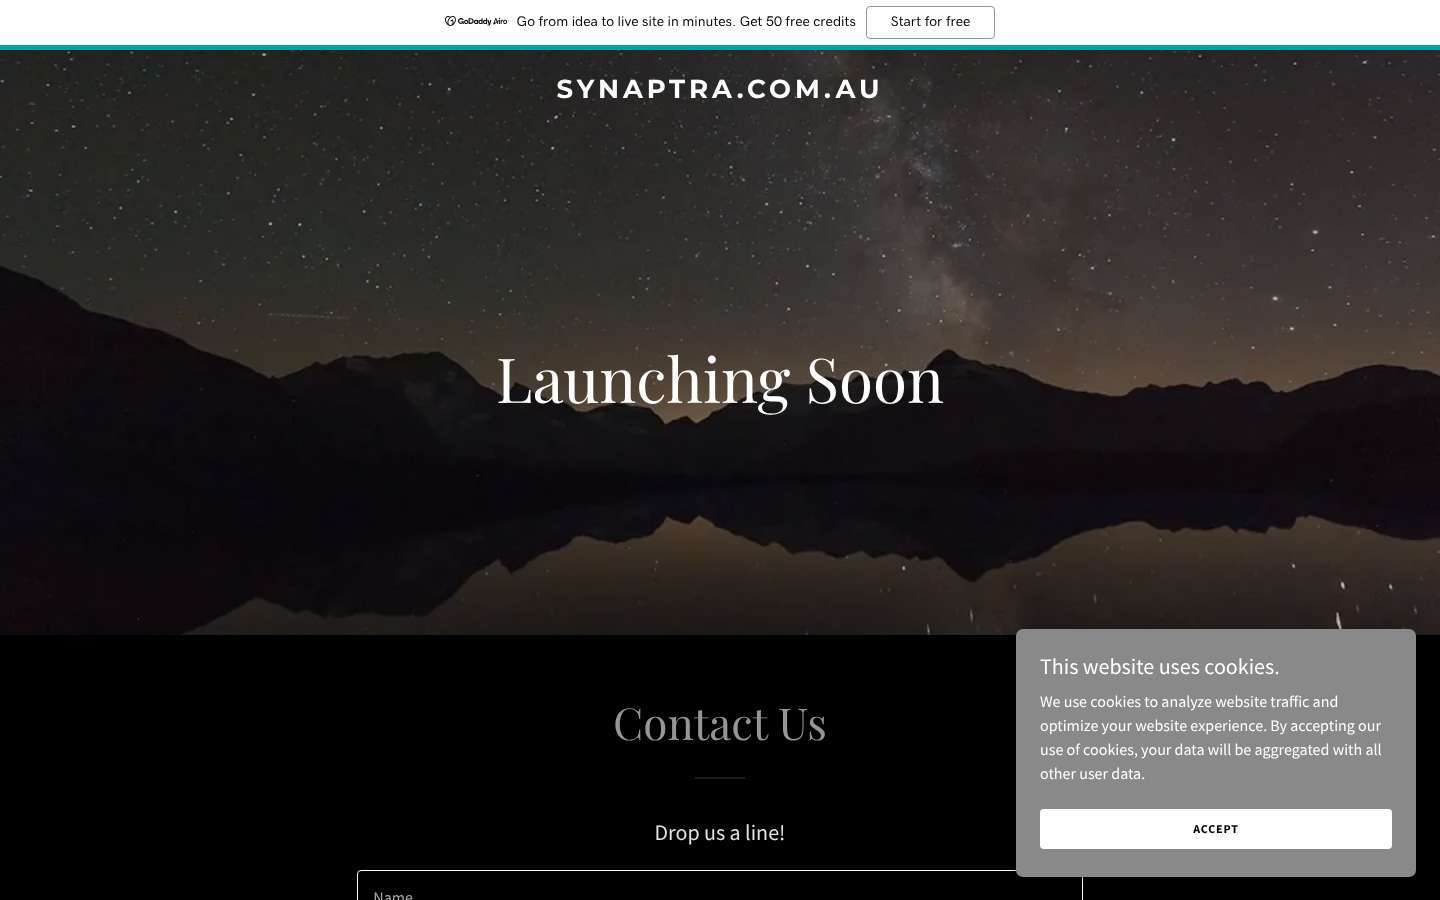 GoDaddy Airo Go from idea to live site in minutes. Get 50 free credits Start for free
SYNAPTRA.COM.AU
Launching Soon
Contact Us
Drop us a line!
Name
This website uses cookies.
We use cookies to analyze website traffic and
optimize your website experience. By accepting our
use of cookies, your data will be aggregated with all
other user data.
ACCEPT